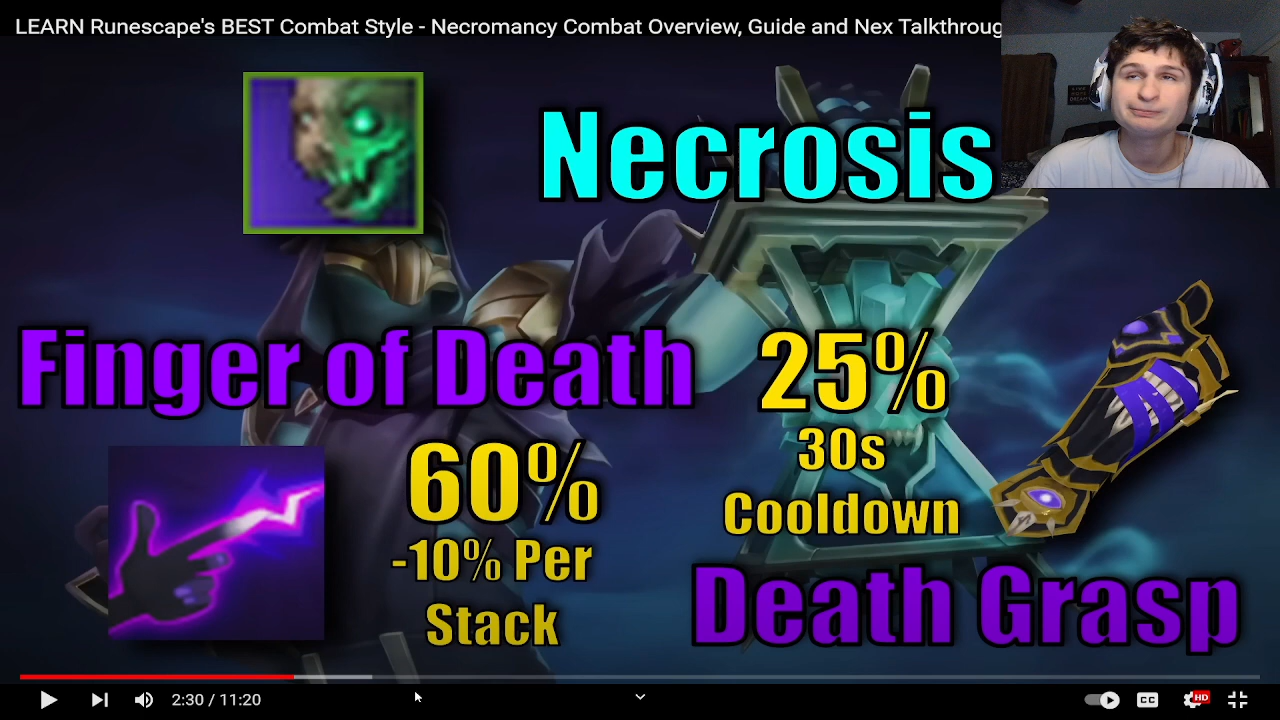 LEARN Runescape's BEST Combat Style - Necromancy Combat Overview, Guide and Nex Talkthroug
Necrosis
Finger of Death
25%
30s
Cooldown
60%
-10% Per
Stack
Death Grasp
2:30 / 11:20
CC
HD